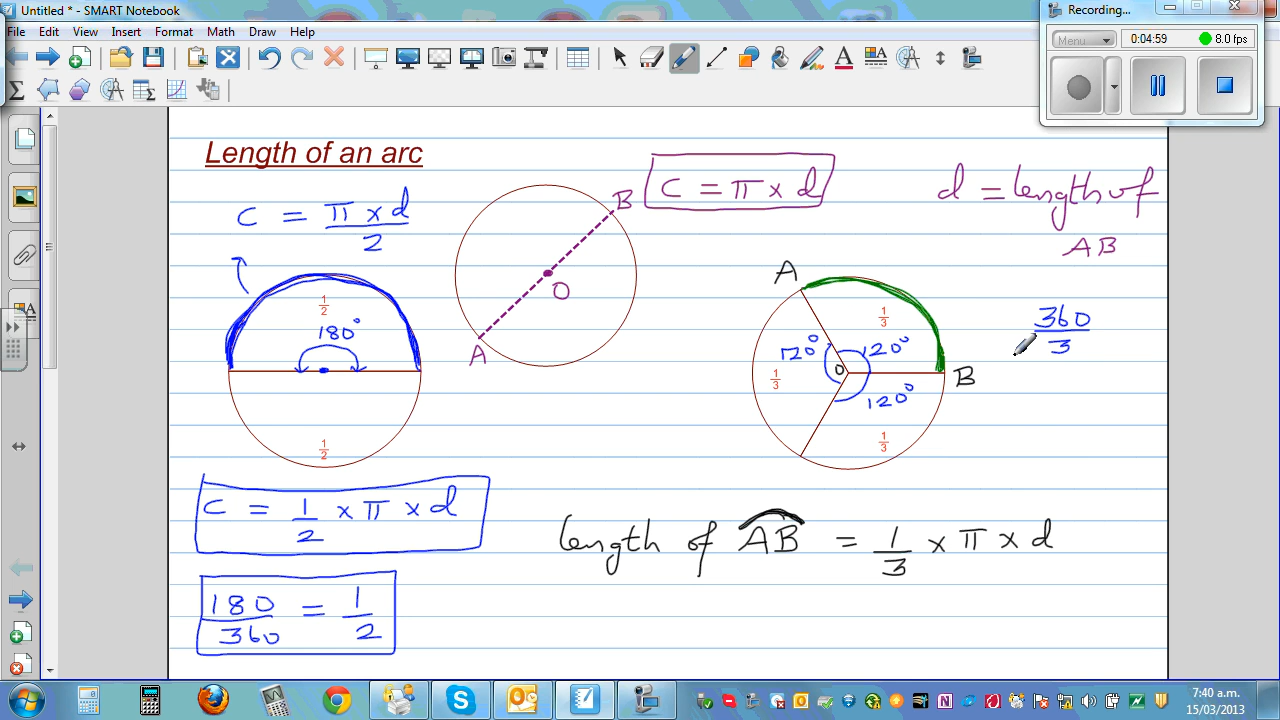 Untitled * - SMART Notebook
File Edit View Insert Format Math Draw Help
Recording...
Menu 0:04:59 8.0 fps
Length of an arc
C = π × d
d = length of
AB
C = π × d
2
B
O
A
1
2
180°
1
2
A
1
3
120°
120°
O
B
1
3
120°
1
3
360
3
C = 1 × π × d
2
length of AB = 1 × π × d
3
180 = 1
360 2
7:40 a.m.
15/03/2013